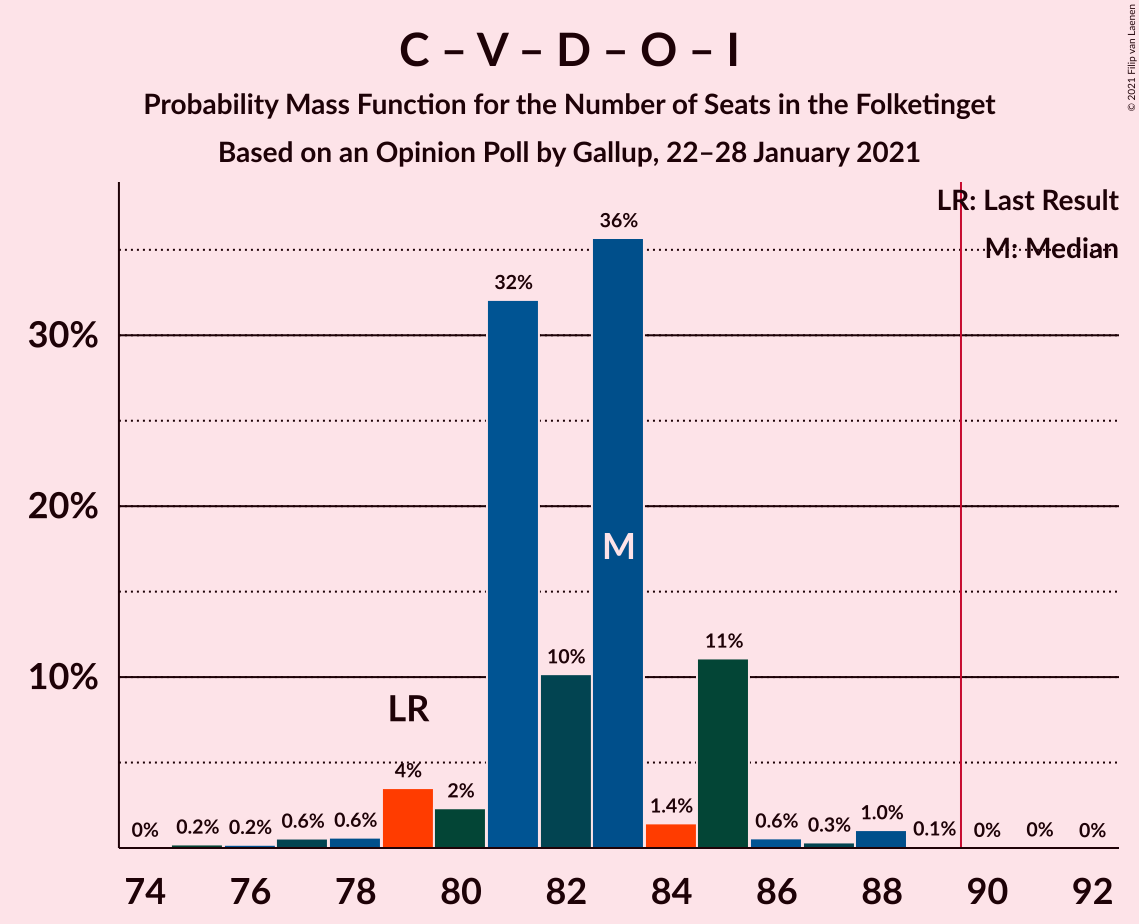 C – V – D – O – I
Probability Mass Function for the Number of Seats in the Folketinget
Based on an Opinion Poll by Gallup, 22–28 January 2021
© 2021 Filip van Laenen
LR: Last Result
M: Median
30%
20%
10%
0%
0.2%
0.2%
0.6%
0.6%
4%
2%
32%
10%
36%
1.4%
11%
0.6%
0.3%
1.0%
0.1%
0%
0%
0%
LR
M
74 76 78 80 82 84 86 88 90 92